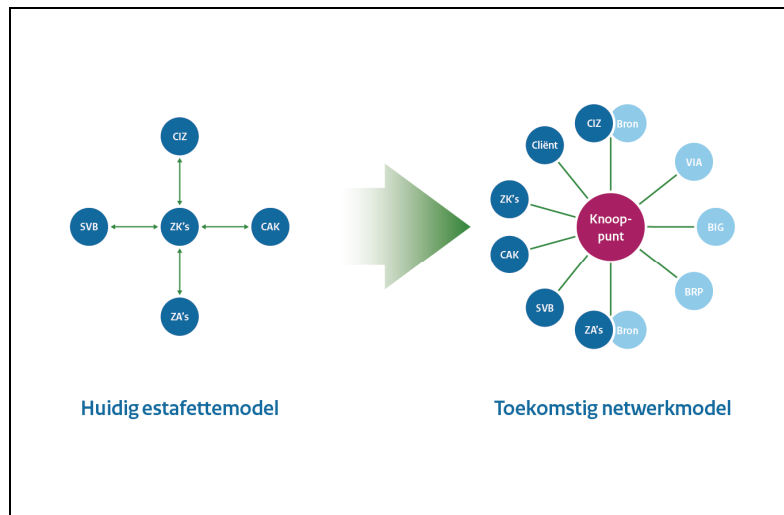 CIZ
SVB
ZK's
CAK
ZA's
Huidig estafettemodel
CIZ
Bron
Cliënt
VIA
ZK's
Knoop-
punt
BIG
CAK
BRP
SVB
ZA's
Bron
Toekomstig netwerkmodel